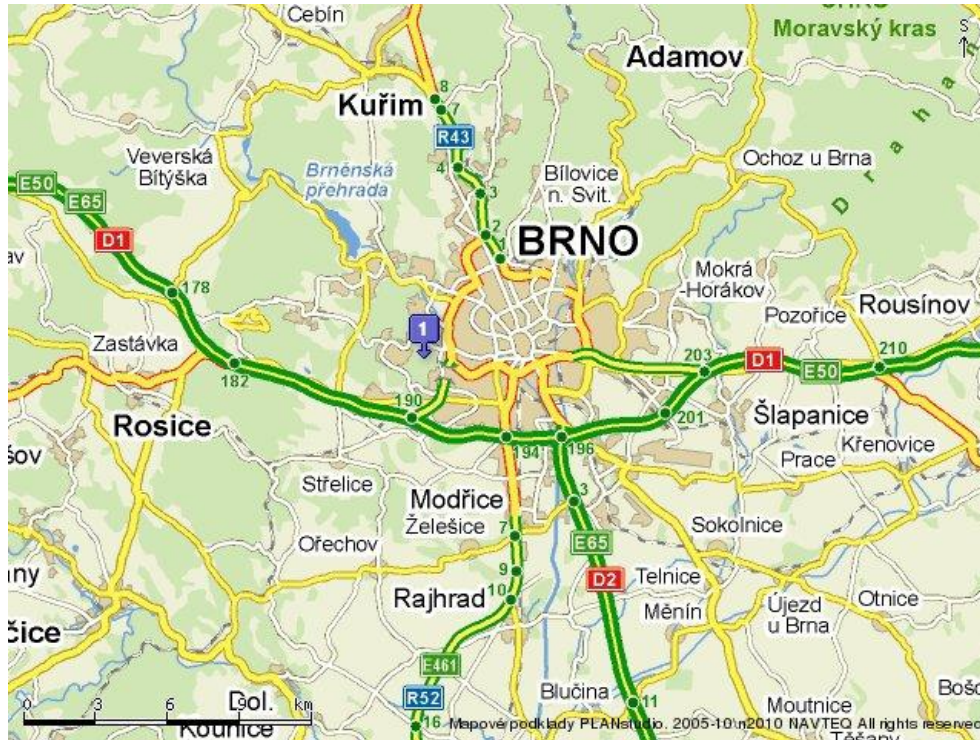 Cebín
Moravský kras
S
Adamov
8
7
Kuřim
R43
D r a h a n
Veverská
Bítýška
Brněnská
přehrada
4
Bílovice
n. Svit.
Ochoz u Brna
E50
E65
3
D1
2
1
BRNO
Mokrá
-Horákov
178
Pozořice
Rousínov
1
Zastávka
203
D1
E50
210
182
190
201
Šlapanice
Rosice
194
196
Křenovice
Prace
Střelice
Modřice
3
Želešice
7
Sokolnice
Ořechov
E65
9
D2
Telnice
10
Rajhrad
Měnín
Újezd
u Brna
Otnice
E461
R52
Blučina
11
Dol.
Kounice
0 3 6 9 km
16
Moutnice
Těšany
Mapové podklady PLANstudio. 2005-10\n2010 NAVTEQ All rights reserved